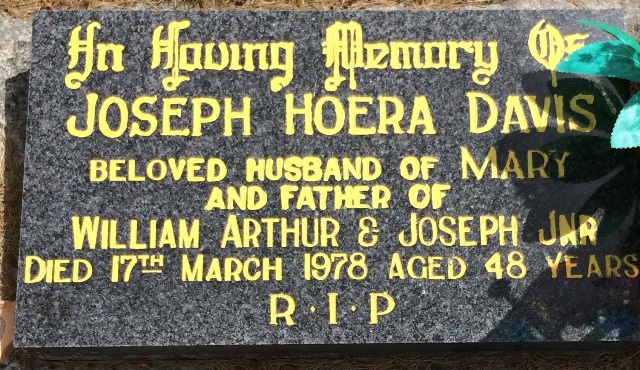 In Loving Memory Of
JOSEPH HOERA DAVIS
BELOVED HUSBAND OF MARY
AND FATHER OF
WILLIAM ARTHUR & JOSEPH JNR
DIED 17TH MARCH 1978 AGED 48 YEARS
R·I·P